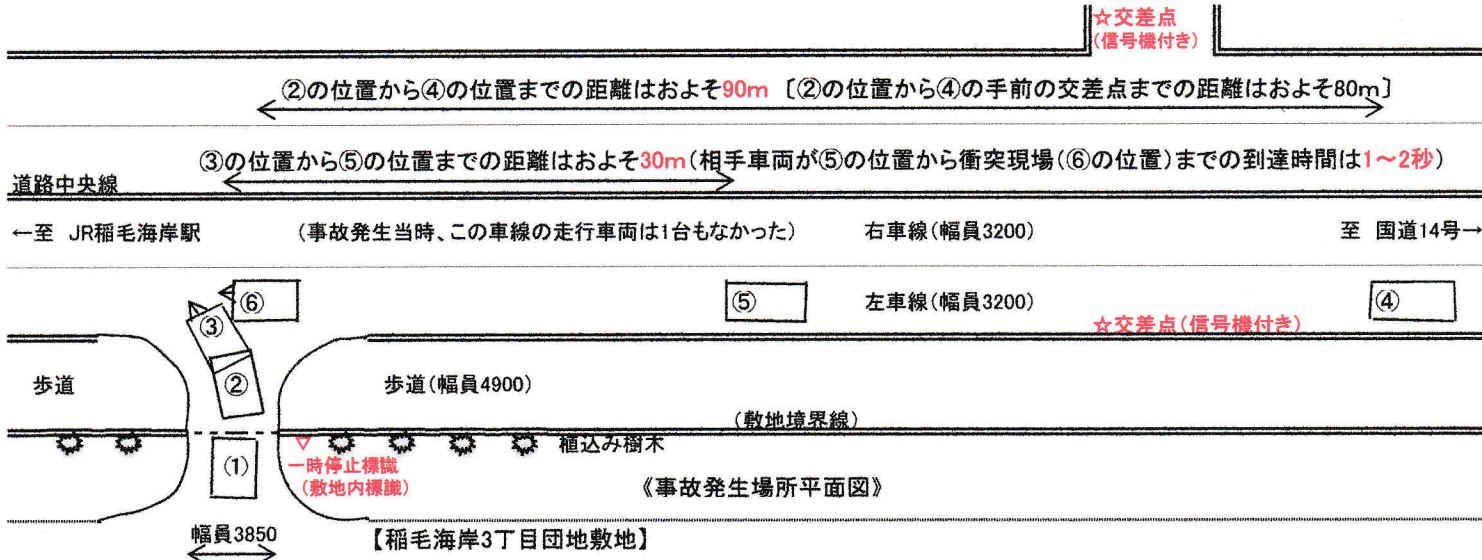 ☆交差点
(信号機付き)
②の位置から④の位置までの距離はおよそ90m〔②の位置から④の手前の交差点までの距離はおよそ80m〕
③の位置から⑤の位置までの距離はおよそ30m(相手車両が⑤の位置から衝突現場(⑥の位置)までの到達時間は1～2秒)
道路中央線
←至 JR稲毛海岸駅 (事故発生当時、この車線の走行車両は1台もなかった) 右車線(幅員3200) 至 国道14号→
⑥ ⑤ 左車線(幅員3200) ④
③
☆交差点(信号機付き)
歩道 ② 歩道(幅員4900)
(敷地境界線)
▽ 植込み樹木
(1) 一時停止標識
(敷地内標識) 《事故発生場所平面図》
幅員3850 【稲毛海岸3丁目団地敷地】